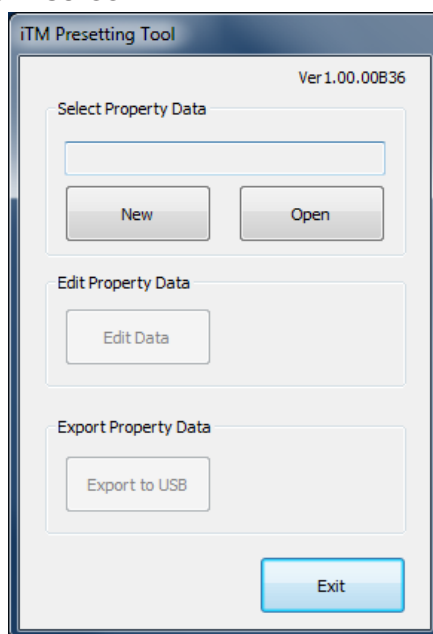 iTM Presetting Tool
Ver1.00.00B36
Select Property Data
New Open
Edit Property Data
Edit Data
Export Property Data
Export to USB
Exit